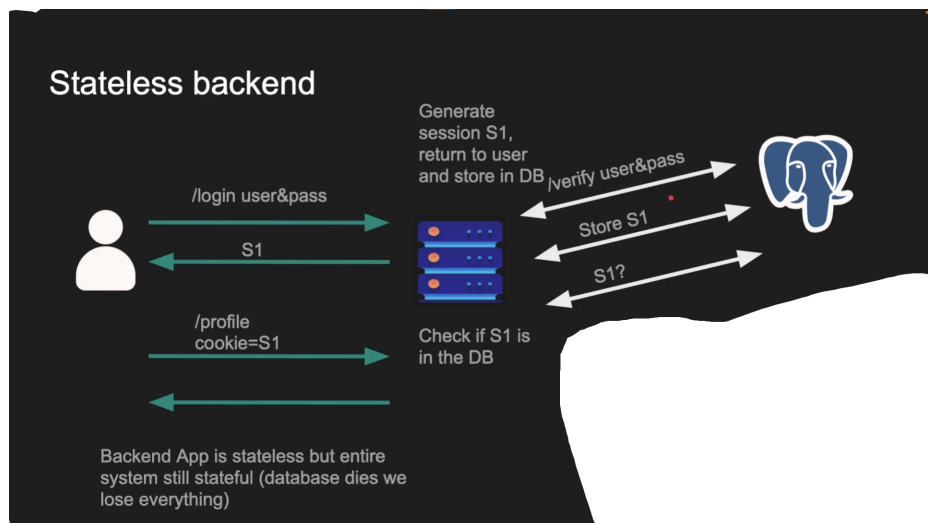 Stateless backend
Generate
session S1,
return to user
and store in DB
/verify user&pass
/login user&pass
Store S1
S1
S1?
/profile
cookie=S1
Check if S1 is
in the DB
Backend App is stateless but entire
system still stateful (database dies we
lose everything)